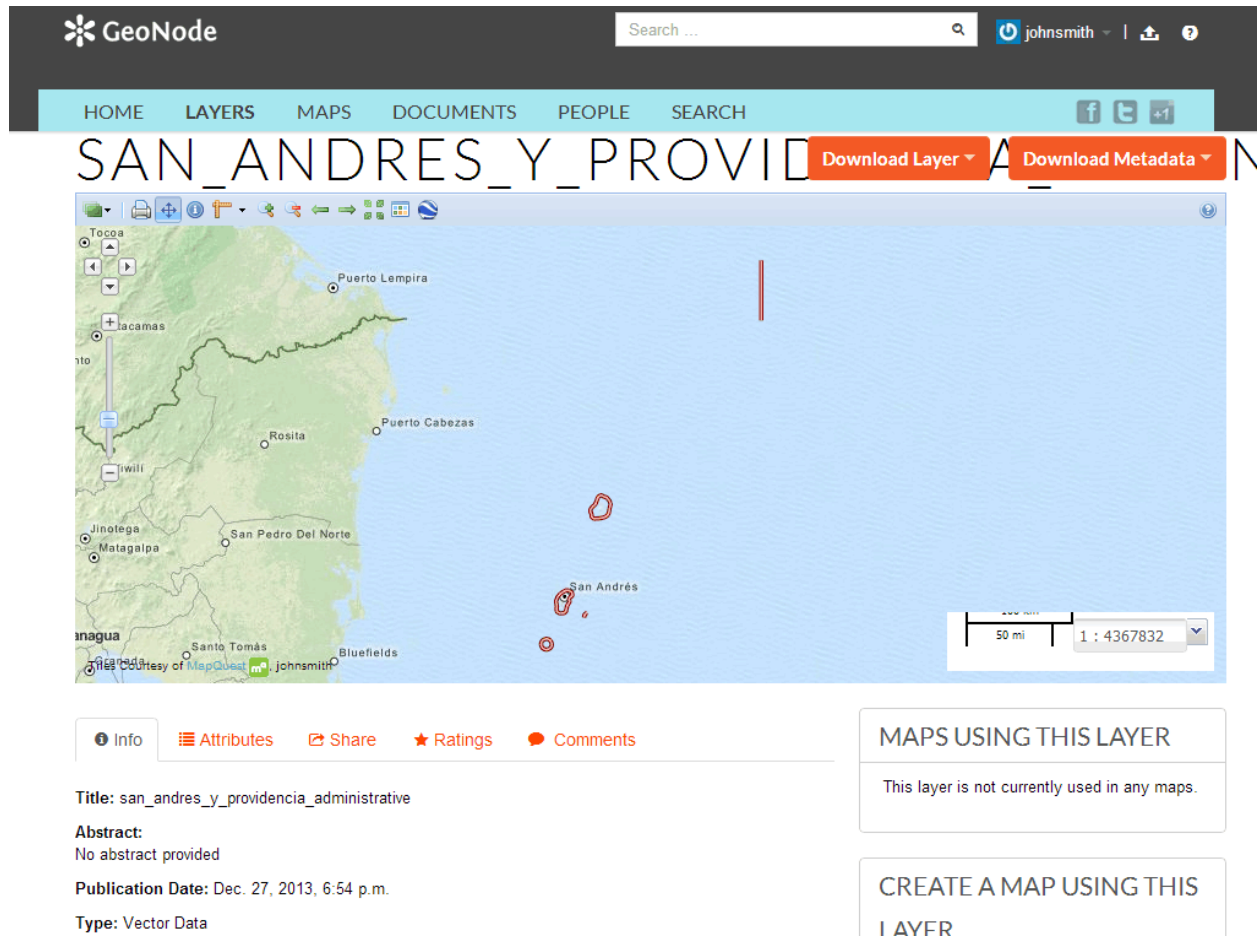 GeoNode
Search ...
johnsmith
HOME LAYERS MAPS DOCUMENTS PEOPLE SEARCH
SAN_ANDRES_Y_PROVID
Download Layer
Download Metadata
Tocoa
Puerto Lempira
Puerto Cabezas
Rosita
Jinotega
San Pedro Del Norte
Matagalpa
San Andrés
Santo Tomás
Bluefields
Granada
Tiles Courtesy of MapQuest , johnsmith
50 mi
1 : 4367832
Info Attributes Share Ratings Comments
Title: san_andres_y_providencia_administrative
Abstract:
No abstract provided
Publication Date: Dec. 27, 2013, 6:54 p.m.
Type: Vector Data
MAPS USING THIS LAYER
This layer is not currently used in any maps.
CREATE A MAP USING THIS
LAYER